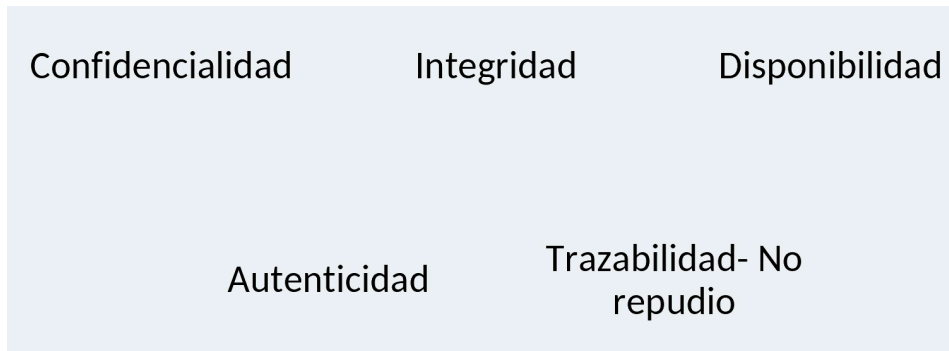 Confidencialidad
Integridad
Disponibilidad
Autenticidad
Trazabilidad- No
repudio